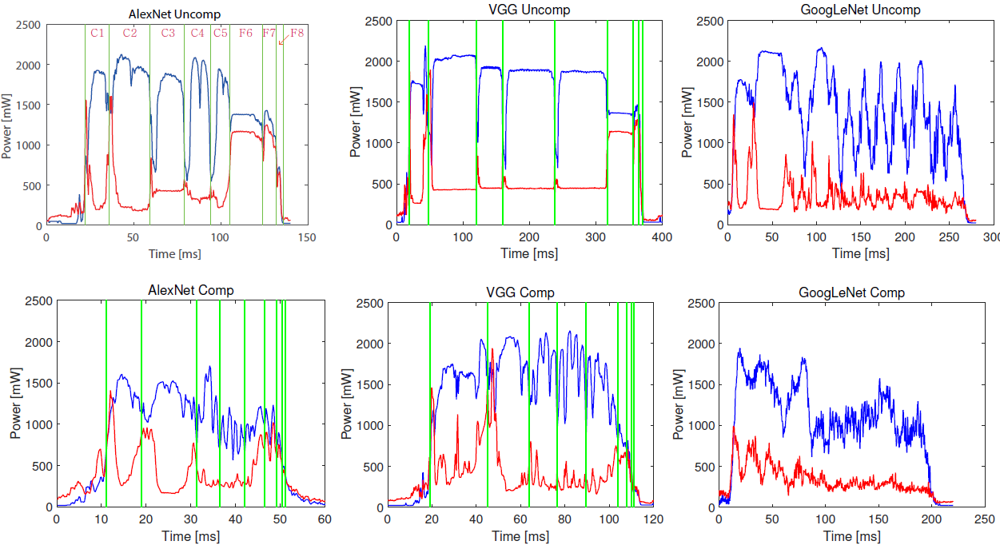 AlexNet Uncomp
2500
2000
1500
1000
500
0
Power [mW]
C1 C2 C3 C4 C5 F6 F7 F8
0 50 100 150
Time [ms]
VGG Uncomp
2500
2000
1500
1000
500
0
Power [mW]
0 100 200 300 400
Time [ms]
GoogLeNet Uncomp
2500
2000
1500
1000
500
0
Power [mW]
0 50 100 150 200 250 300
Time [ms]
AlexNet Comp
2500
2000
1500
1000
500
0
Power [mW]
0 10 20 30 40 50 60
Time [ms]
VGG Comp
2500
2000
1500
1000
500
0
Power [mW]
0 20 40 60 80 100 120
Time [ms]
GoogLeNet Comp
2500
2000
1500
1000
500
0
Power [mW]
0 50 100 150 200 250
Time [ms]